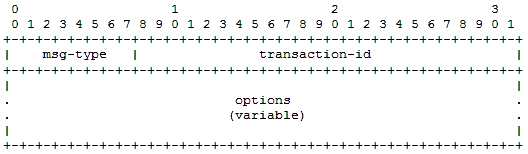 0                   1                   2                   3
 0 1 2 3 4 5 6 7 8 9 0 1 2 3 4 5 6 7 8 9 0 1 2 3 4 5 6 7 8 9 0 1
+-+-+-+-+-+-+-+-+-+-+-+-+-+-+-+-+-+-+-+-+-+-+-+-+-+-+-+-+-+-+-+-+
|    msg-type   |               transaction-id                  |
+-+-+-+-+-+-+-+-+-+-+-+-+-+-+-+-+-+-+-+-+-+-+-+-+-+-+-+-+-+-+-+-+
|                                                               |
.                            options                            .
.                           (variable)                          .
|                                                               |
+-+-+-+-+-+-+-+-+-+-+-+-+-+-+-+-+-+-+-+-+-+-+-+-+-+-+-+-+-+-+-+-+